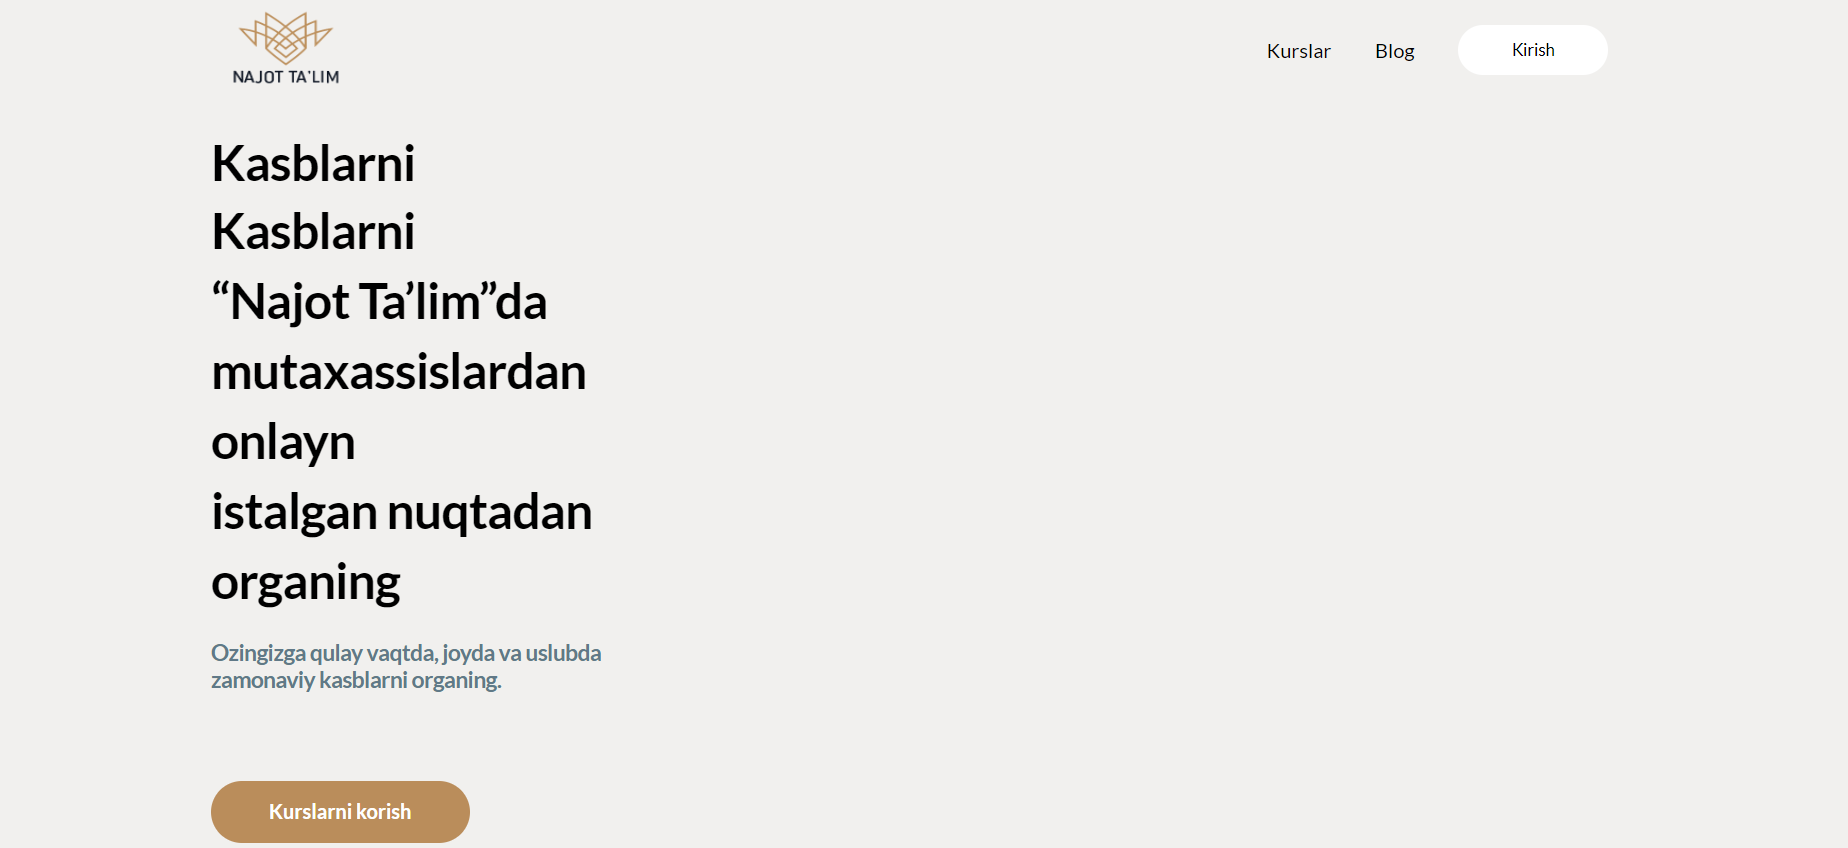 NAJOT TA'LIM
Kurslar
Blog
Kirish
Kasblarni
Kasblarni
“Najot Ta’lim”da
mutaxassislardan
onlayn
istalgan nuqtadan
organing
Ozingizga qulay vaqtda, joyda va uslubda
zamonaviy kasblarni organing.
Kurslarni korish